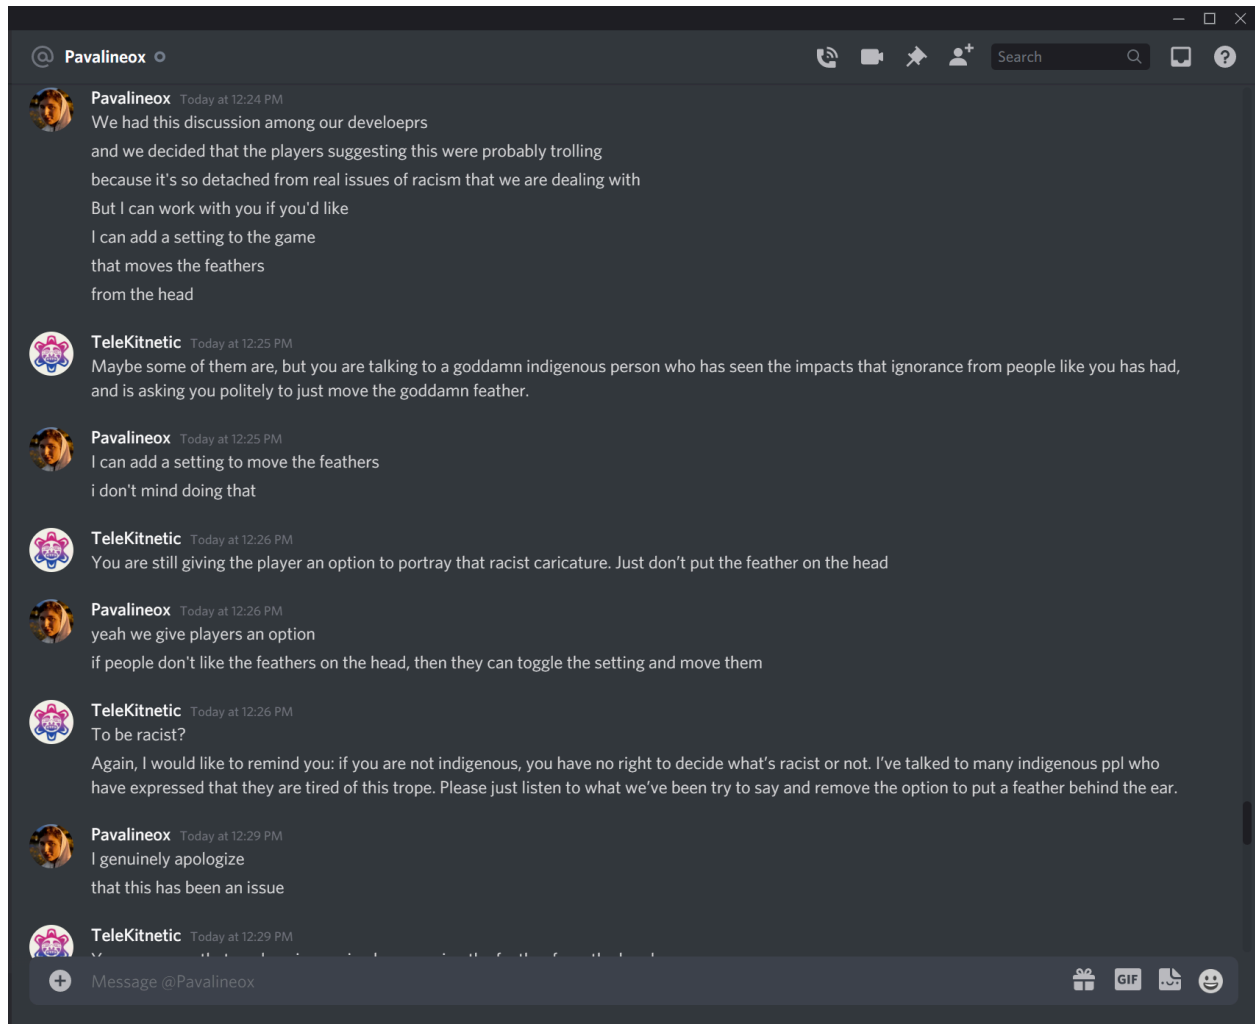 Pavalineox
Search
Pavalineox Today at 12:24 PM
We had this discussion among our develoeprs
and we decided that the players suggesting this were probably trolling
because it's so detached from real issues of racism that we are dealing with
But I can work with you if you'd like
I can add a setting to the game
that moves the feathers
from the head
TeleKitnetic Today at 12:25 PM
Maybe some of them are, but you are talking to a goddamn indigenous person who has seen the impacts that ignorance from people like you has had,
and is asking you politely to just move the goddamn feather.
Pavalineox Today at 12:25 PM
I can add a setting to move the feathers
i don't mind doing that
TeleKitnetic Today at 12:26 PM
You are still giving the player an option to portray that racist caricature. Just don’t put the feather on the head
Pavalineox Today at 12:26 PM
yeah we give players an option
if people don't like the feathers on the head, then they can toggle the setting and move them
TeleKitnetic Today at 12:26 PM
To be racist?
Again, I would like to remind you: if you are not indigenous, you have no right to decide what’s racist or not. I’ve talked to many indigenous ppl who
have expressed that they are tired of this trope. Please just listen to what we’ve been try to say and remove the option to put a feather behind the ear.
Pavalineox Today at 12:29 PM
I genuinely apologize
that this has been an issue
TeleKitnetic Today at 12:29 PM
Message @Pavalineox
GIF